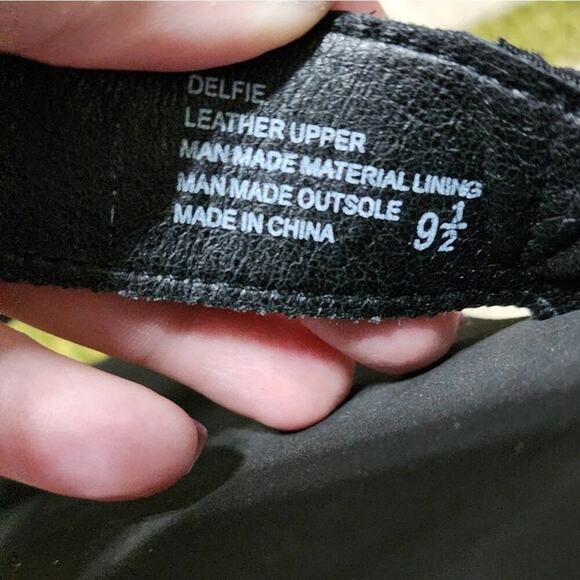 DELFIE
LEATHER UPPER
MAN MADE MATERIAL LINING
MAN MADE OUTSOLE
MADE IN CHINA
9 1/2